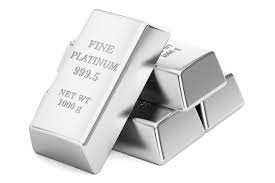 FINE
PLATINUM
999.5
NET WT
1000 g